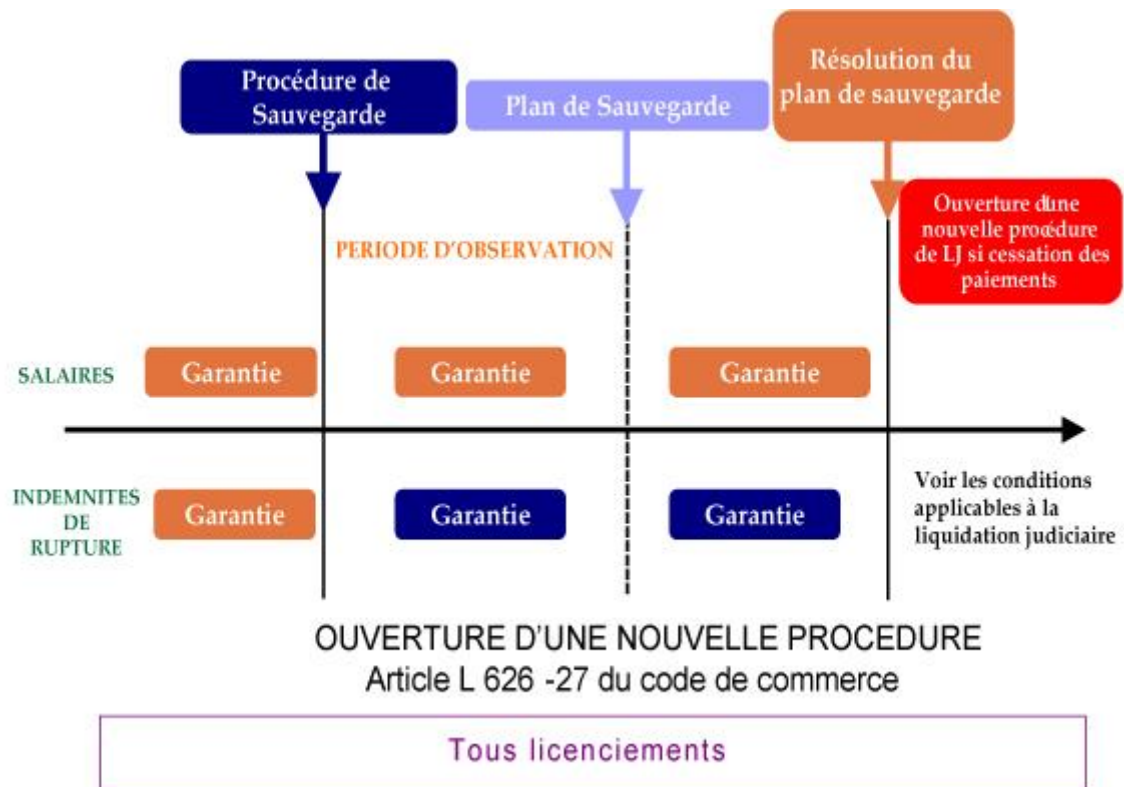 Procédure de
Sauvegarde
Plan de Sauvegarde
Résolution du
plan de sauvegarde
Ouverture d'une
nouvelle procédure
de LJ si cessation des
paiements
PERIODE D'OBSERVATION
SALAIRES
Garantie
Garantie
Garantie
INDEMNITES
DE
RUPTURE
Garantie
Garantie
Garantie
Voir les conditions
applicables à la
liquidation judiciaire
OUVERTURE D'UNE NOUVELLE PROCEDURE
Article L 626 -27 du code de commerce
Tous licenciements